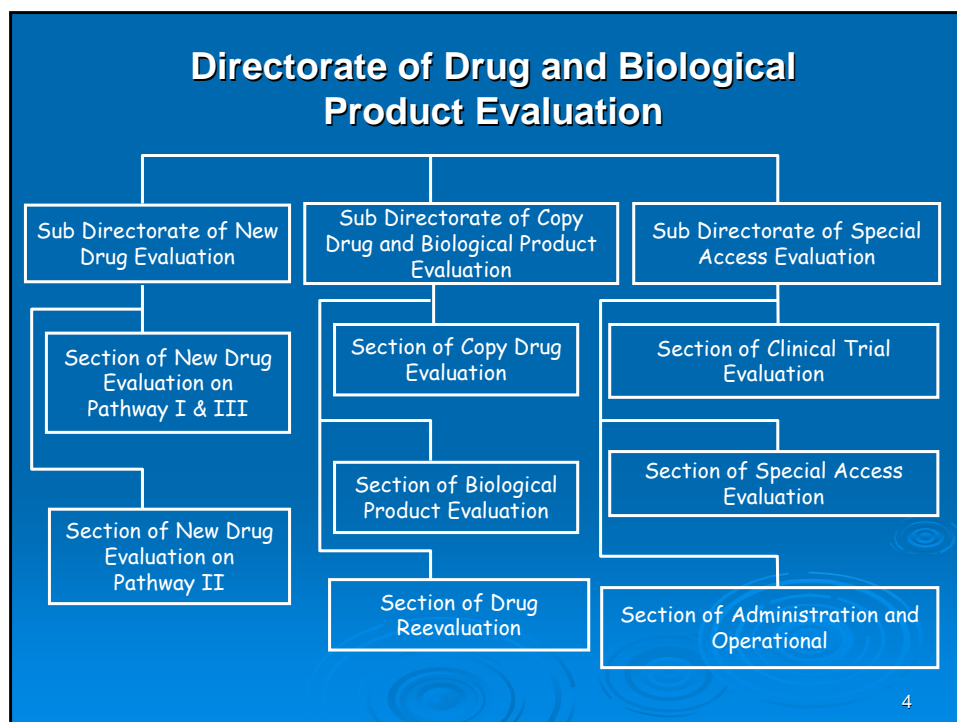 Directorate of Drug and Biological
Product Evaluation
Sub Directorate of New
Drug Evaluation
Sub Directorate of Copy
Drug and Biological Product
Evaluation
Sub Directorate of Special
Access Evaluation
Section of New Drug
Evaluation on
Pathway I & III
Section of Copy Drug
Evaluation
Section of Clinical Trial
Evaluation
Section of Biological
Product Evaluation
Section of Special Access
Evaluation
Section of New Drug
Evaluation on
Pathway II
Section of Drug
Reevaluation
Section of Administration and
Operational
4